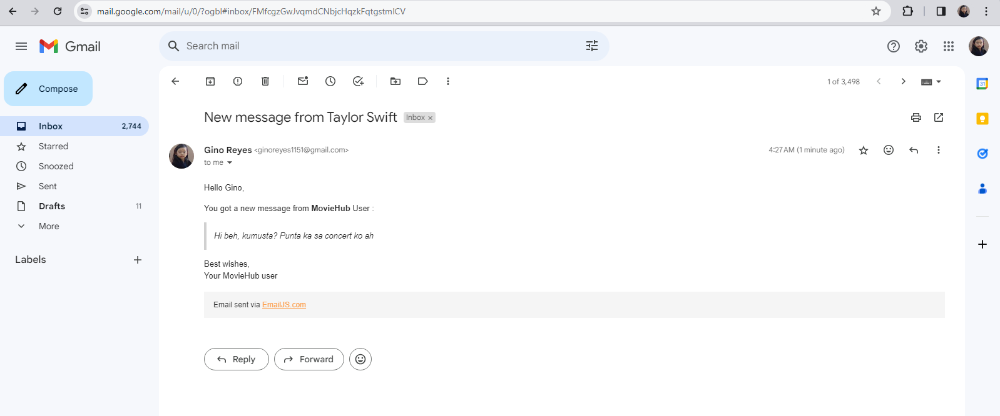 mail.google.com/mail/u/0/?ogbl#inbox/FMfcgzGwJvqmdCNbjcHqzkFqtgstmlCV
Gmail
Search mail
Compose
1 of 3,498
31
New message from Taylor Swift Inbox ×
Inbox 2,744
Starred
Snoozed
Sent
Drafts 11
More
Labels
Gino Reyes <ginoreyes1151@gmail.com>
4:27 AM (1 minute ago)
to me
Hello Gino,
You got a new message from MovieHub User :
Hi beh, kumusta? Punta ka sa concert ko ah
Best wishes,
Your MovieHub user
Email sent via EmailJS.com
Reply
Forward